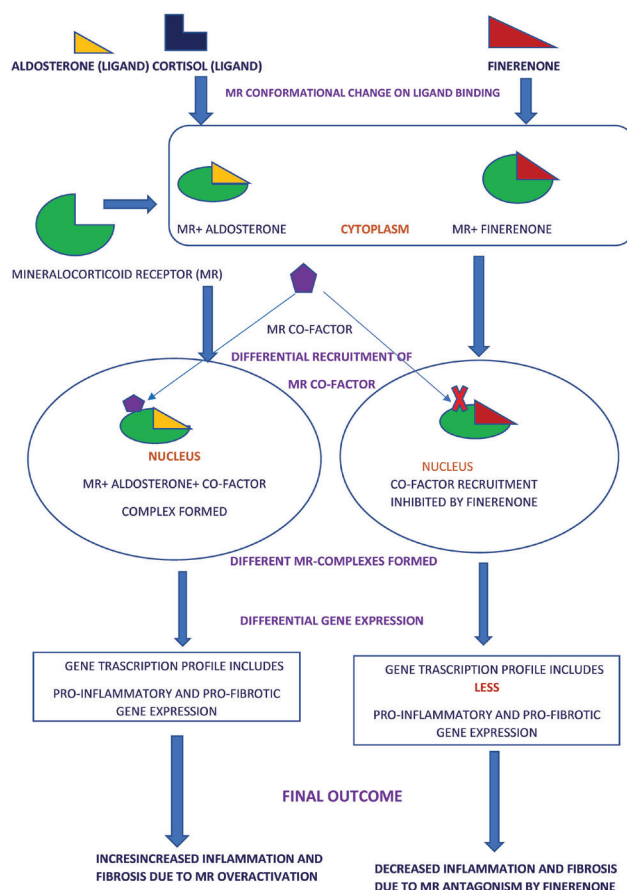 ALDOSTERONE (LIGAND) CORTISOL (LIGAND)
FINERENONE
MR CONFORMATIONAL CHANGE ON LIGAND BINDING
MR+ ALDOSTERONE
CYTOPLASM
MR+ FINERENONE
MINERALOCORTICOID RECEPTOR (MR)
MR CO-FACTOR
DIFFERENTIAL RECRUITMENT OF
MR CO-FACTOR
NUCLEUS
MR+ ALDOSTERONE+ CO-FACTOR
COMPLEX FORMED
NUCLEUS
CO-FACTOR RECRUITMENT
INHIBITED BY FINERENONE
DIFFERENT MR-COMPLEXES FORMED
DIFFERENTIAL GENE EXPRESSION
GENE TRASCRIPTION PROFILE INCLUDES
PRO-INFLAMMATORY AND PRO-FIBROTIC
GENE EXPRESSION
GENE TRASCRIPTION PROFILE INCLUDES
LESS
PRO-INFLAMMATORY AND PRO-FIBROTIC
GENE EXPRESSION
FINAL OUTCOME
INCRESINCREASED INFLAMMATION AND
FIBROSIS DUE TO MR OVERACTIVATION
DECREASED INFLAMMATION AND FIBROSIS
DUE TO MR ANTAGONISM BY FINERENONE